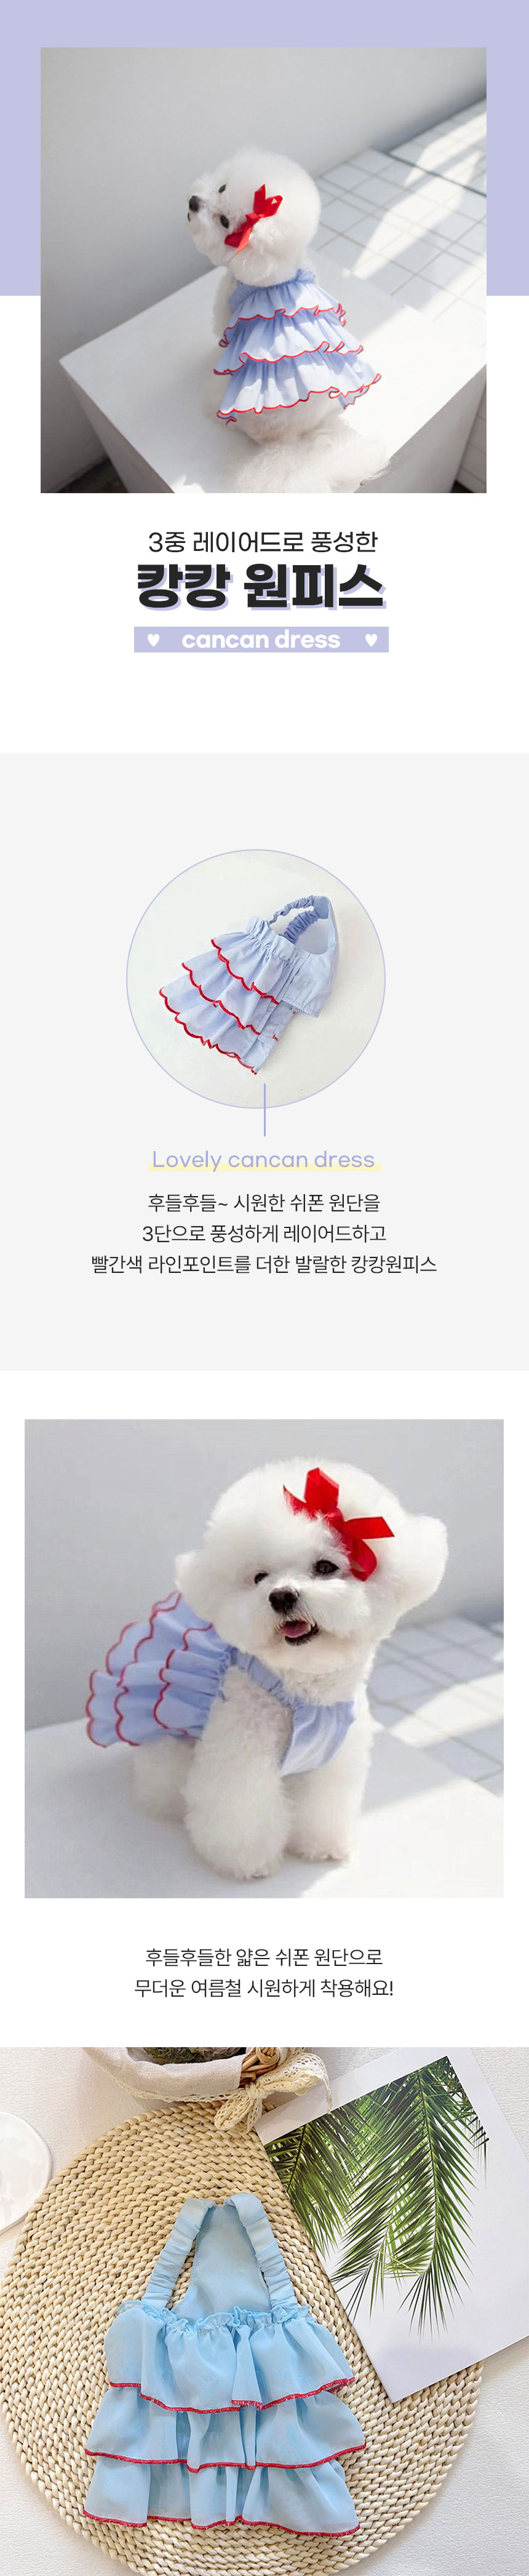 3중 레이어드로 풍성한
캉캉 원피스
cancan dress
Lovely cancan dress
후들후들~ 시원한 쉬폰 원단을
3단으로 풍성하게 레이어드하고
빨간색 라인포인트를 더한 발랄한 캉캉원피스
후들후들한 얇은 쉬폰 원단으로
무더운 여름철 시원하게 착용해요!